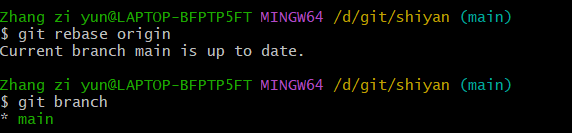 Zhang zi yun@LAPTOP-BFPTP5FT MINGW64 /d/git/shiyan (main)
$ git rebase origin
Current branch main is up to date.
Zhang zi yun@LAPTOP-BFPTP5FT MINGW64 /d/git/shiyan (main)
$ git branch
* main